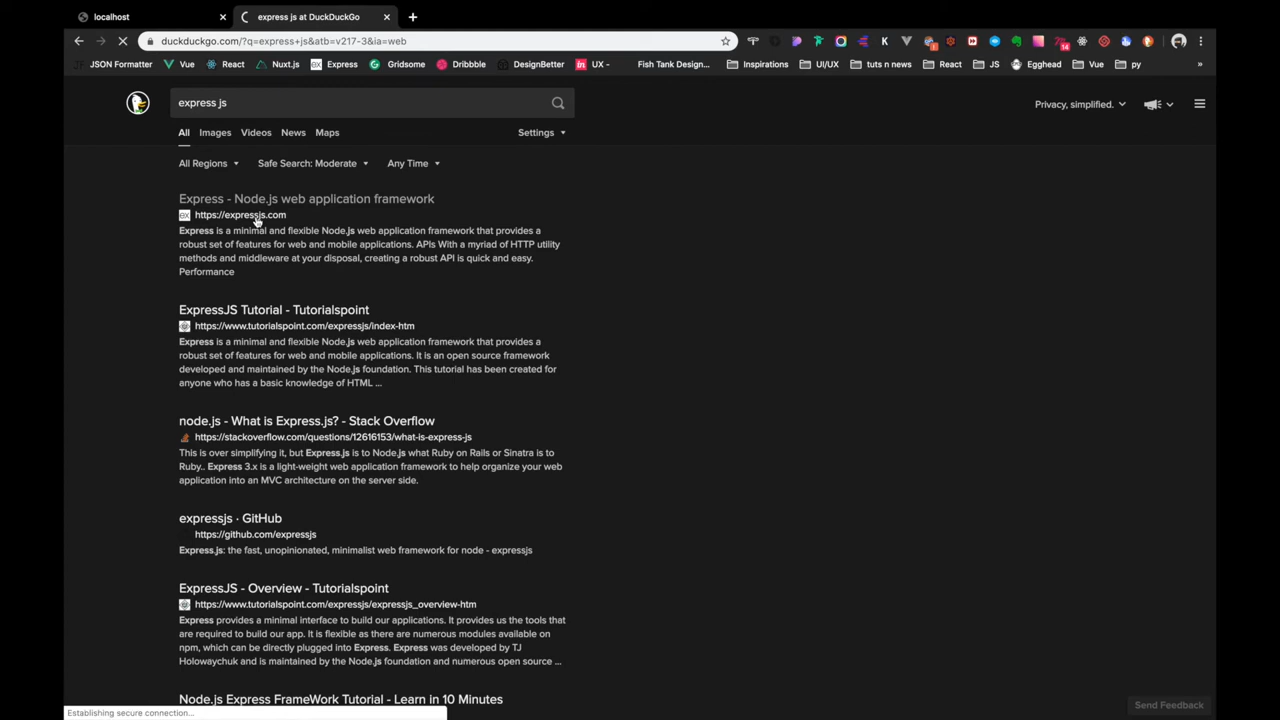 localhost
express js at DuckDuckGo
duckduckgo.com/?q=express+js&atb=v217-3&ia=web
14
JSON Formatter Vue React Nuxt.js ex Express Gridsome Dribbble DesignBetter in UX - Fish Tank Design... Inspirations UI/UX tuts n news React JS Egghead Vue py »
express js
Privacy, simplified.
All Images Videos News Maps Settings
All Regions Safe Search: Moderate Any Time
Express - Node.js web application framework
ex https://expressjs.com
Express is a minimal and flexible Node.js web application framework that provides a
robust set of features for web and mobile applications. APIs With a myriad of HTTP utility
methods and middleware at your disposal, creating a robust API is quick and easy.
Performance
ExpressJS Tutorial - Tutorialspoint
https://www.tutorialspoint.com/expressjs/index-htm
Express is a minimal and flexible Node.js web application framework that provides a
robust set of features for web and mobile applications. It is an open source framework
developed and maintained by the Node.js foundation. This tutorial has been created for
anyone who has a basic knowledge of HTML ...
node.js - What is Express.js? - Stack Overflow
https://stackoverflow.com/questions/12616153/what-is-express-js
This is over simplifying it, but Express.js is to Node.js what Ruby on Rails or Sinatra is to
Ruby.. Express 3.x is a light-weight web application framework to help organize your web
application into an MVC architecture on the server side.
expressjs · GitHub
https://github.com/expressjs
Express.js: the fast, unopinionated, minimalist web framework for node - expressjs
ExpressJS - Overview - Tutorialspoint
https://www.tutorialspoint.com/expressjs/expressjs_overview-htm
Express provides a minimal interface to build our applications. It provides us the tools that
are required to build our app. It is flexible as there are numerous modules available on
npm, which can be directly plugged into Express. Express was developed by TJ
Holowaychuk and is maintained by the Node.js foundation and numerous open source ...
Node.js Express FrameWork Tutorial - Learn in 10 Minutes
Send Feedback
Establishing secure connection...